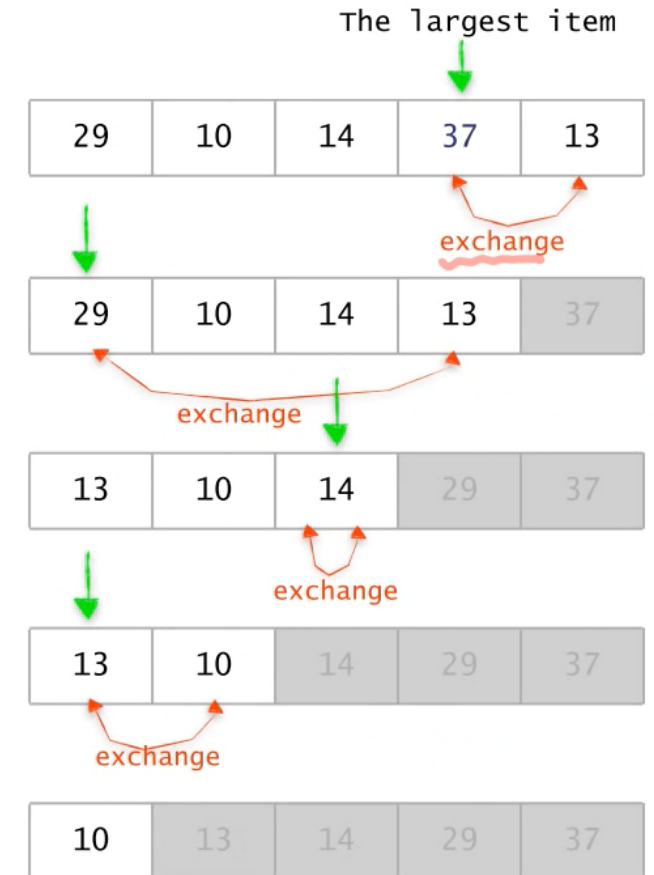 The largest item
29 10 14 37 13
exchange
29 10 14 13 37
exchange
13 10 14 29 37
exchange
13 10 14 29 37
exchange
10 13 14 29 37